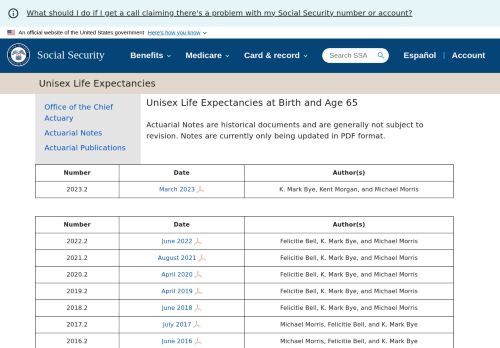 What should I do if I get a call claiming there's a problem with my Social Security number or account?
An official website of the United States government Here's how you know
Social Security Benefits Medicare Card & record Search SSA Español Account
Unisex Life Expectancies
Office of the Chief Actuary
Actuarial Notes
Actuarial Publications
Unisex Life Expectancies at Birth and Age 65
Actuarial Notes are historical documents and are generally not subject to
revision. Notes are currently only being updated in PDF format.
Number Date Author(s)
2023.2 March 2023 K. Mark Bye, Kent Morgan, and Michael Morris
Number Date Author(s)
2022.2 June 2022 Felicitie Bell, K. Mark Bye, and Michael Morris
2021.2 August 2021 Felicitie Bell, K. Mark Bye, and Michael Morris
2020.2 April 2020 Felicitie Bell, K. Mark Bye, and Michael Morris
2019.2 April 2019 Felicitie Bell, K. Mark Bye, and Michael Morris
2018.2 June 2018 Felicitie Bell, K. Mark Bye, and Michael Morris
2017.2 July 2017 Michael Morris, Felicitie Bell, and K. Mark Bye
2016.2 June 2016 Michael Morris, Felicitie Bell, and K. Mark Bye